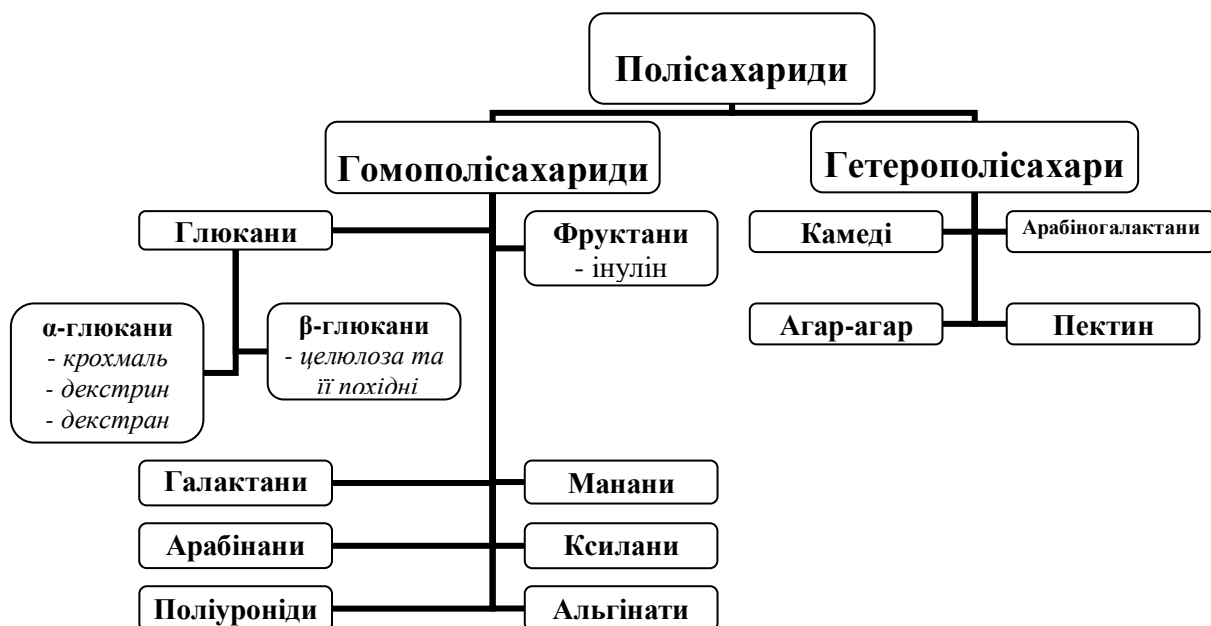 Полісахариди
Гомополісахариди
Гетерополісахари
Глюкани
Фруктани
- інулін
Камеді
Арабіногалактани
α-глюкани
- крохмаль
- декстрин
- декстран
β-глюкани
- целюлоза та
її похідні
Агар-агар
Пектин
Галактани
Манани
Арабінани
Ксилани
Поліуроніди
Альгінати